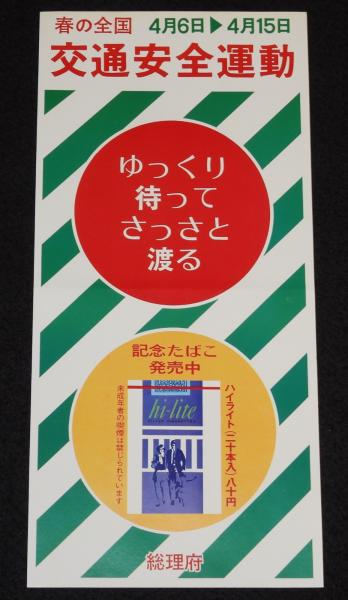 春の全国 4月6日▶4月15日
交通安全運動
ゆっくり
待って
さっさと
渡る
記念たばこ
発売中
ハイライト(二十本入)八十円
hi-lite
未成年者の喫煙は禁じられています
総理府